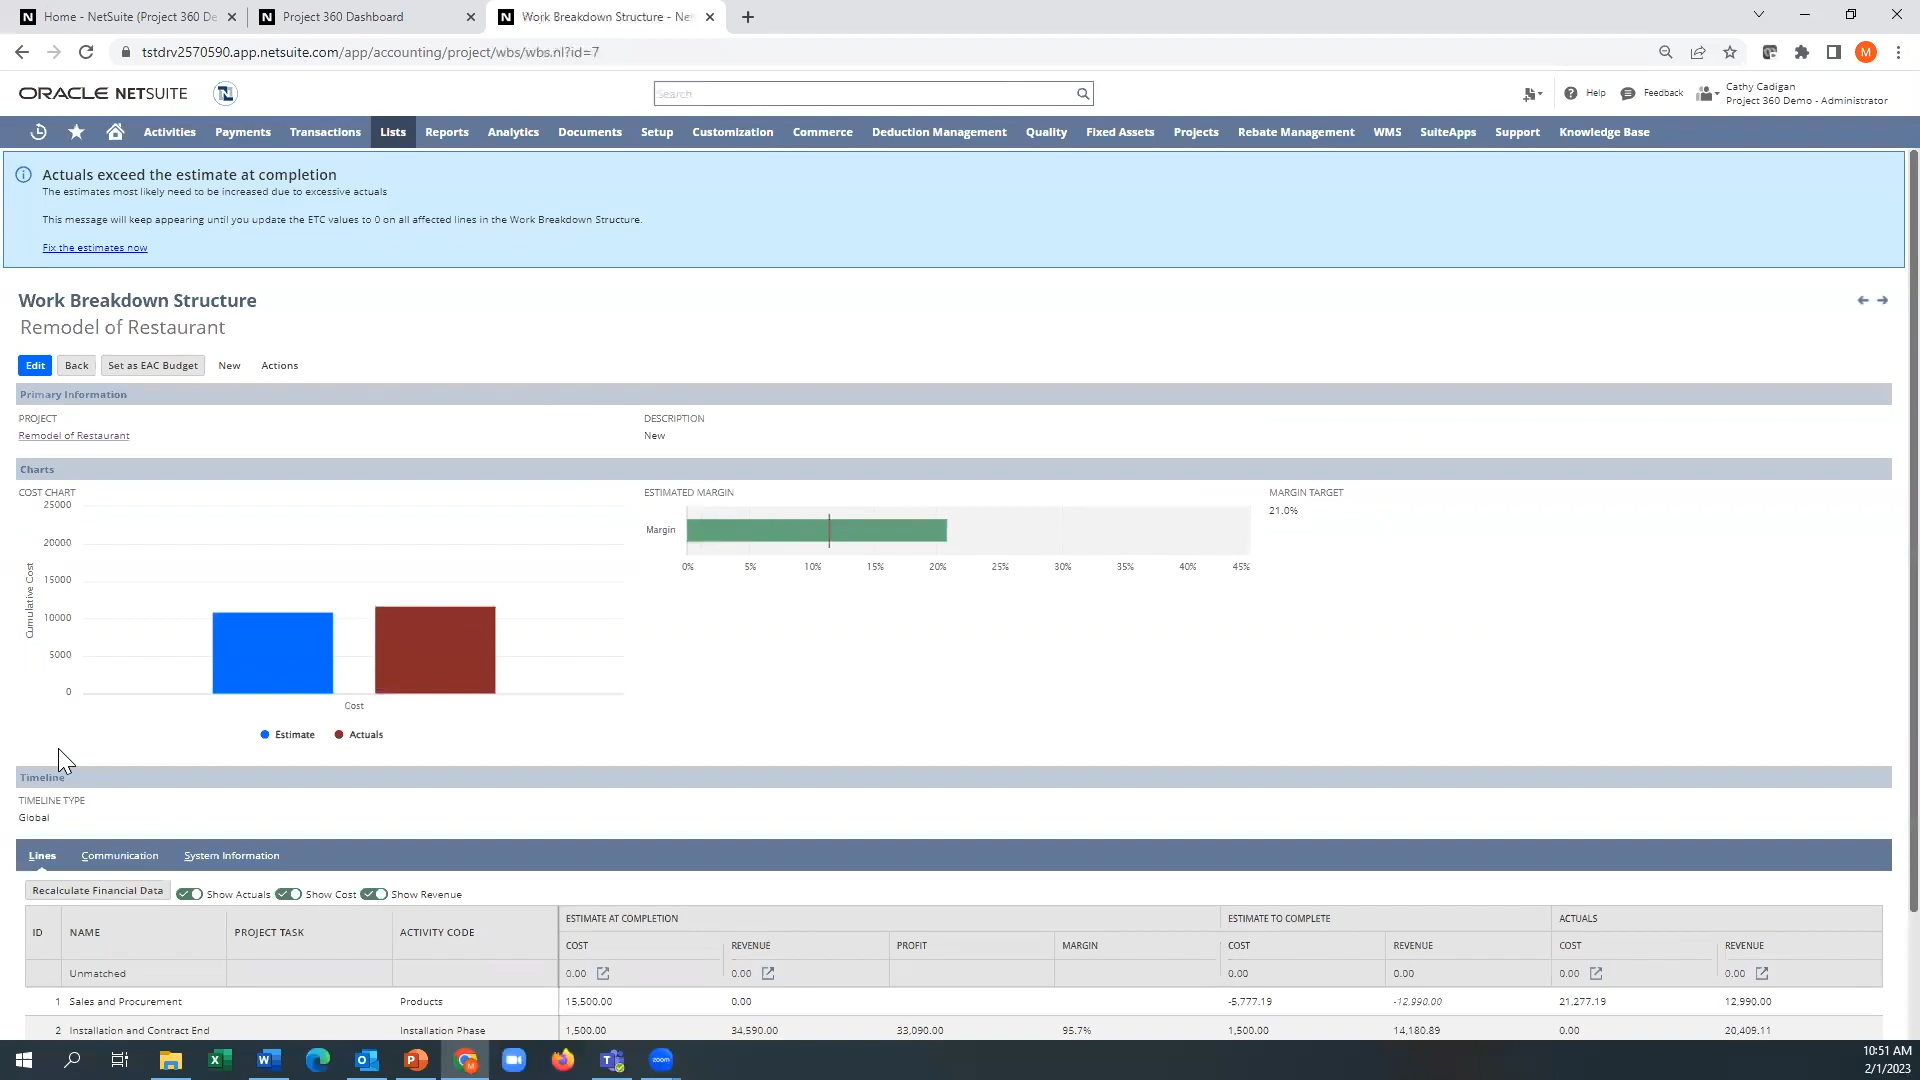 Home - NetSuite (Project 360 De
Project 360 Dashboard
Work Breakdown Structure - Net
tstdrv2570590.app.netsuite.com/app/accounting/project/wbs/wbs.nl?id=7
M
ORACLE NETSUITE
Search
Help
Feedback
Cathy Cadigan
Project 360 Demo - Administrator
Activities Payments Transactions Lists Reports Analytics Documents Setup Customization Commerce Deduction Management Quality Fixed Assets Projects Rebate Management WMS SuiteApps Support Knowledge Base
Actuals exceed the estimate at completion
The estimates most likely need to be increased due to excessive actuals
This message will keep appearing until you update the ETC values to 0 on all affected lines in the Work Breakdown Structure.
Fix the estimates now
Work Breakdown Structure
Remodel of Restaurant
Edit Back Set as EAC Budget New Actions
Primary Information
PROJECT
Remodel of Restaurant
DESCRIPTION
New
Charts
COST CHART
25000
20000
15000
10000
5000
0
Cumulative Cost
Cost
Estimate Actuals
ESTIMATED MARGIN
Margin
0% 5% 10% 15% 20% 25% 30% 35% 40% 45%
MARGIN TARGET
21.0%
Timeline
TIMELINE TYPE
Global
Lines Communication System Information
Recalculate Financial Data Show Actuals Show Cost Show Revenue
ID NAME PROJECT TASK ACTIVITY CODE ESTIMATE AT COMPLETION ESTIMATE TO COMPLETE ACTUALS
COST REVENUE PROFIT MARGIN COST REVENUE COST REVENUE
Unmatched 0.00 0.00 0.00 0.00 0.00 0.00
1 Sales and Procurement Products 15,500.00 0.00 -5,777.19 -12,990.00 21,277.19 12,990.00
2 Installation and Contract End Installation Phase 1,500.00 34,590.00 33,090.00 95.7% 1,500.00 14,180.89 0.00 20,409.11
10:51 AM
2/1/2023